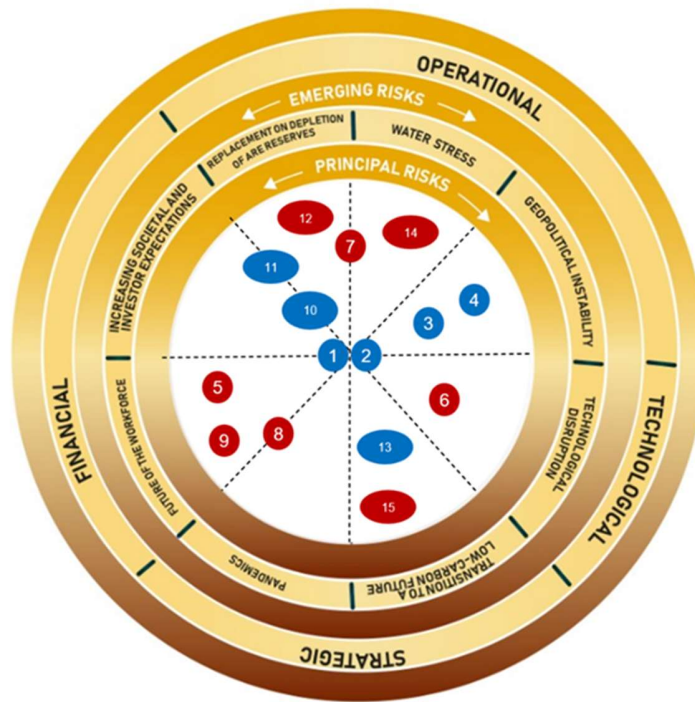 OPERATIONAL
EMERGING RISKS
REPLACEMENT ON DEPLETION
OF ARE RESERVES
WATER STRESS
PRINCIPAL RISKS
INCREASING SOCIETAL AND
INVESTOR EXPECTATIONS
GEOPOLITICAL INSTABILITY
12
7
14
11
10
4
3
1
2
5
6
9
8
13
15
FINANCIAL
TECHNOLOGICAL
FUTURE OF THE WORKFORCE
TECHNOLOGICAL
DISRUPTION
PANDEMICS
TRANSITION TO A
LOW-CARBON FUTURE
STRATEGIC